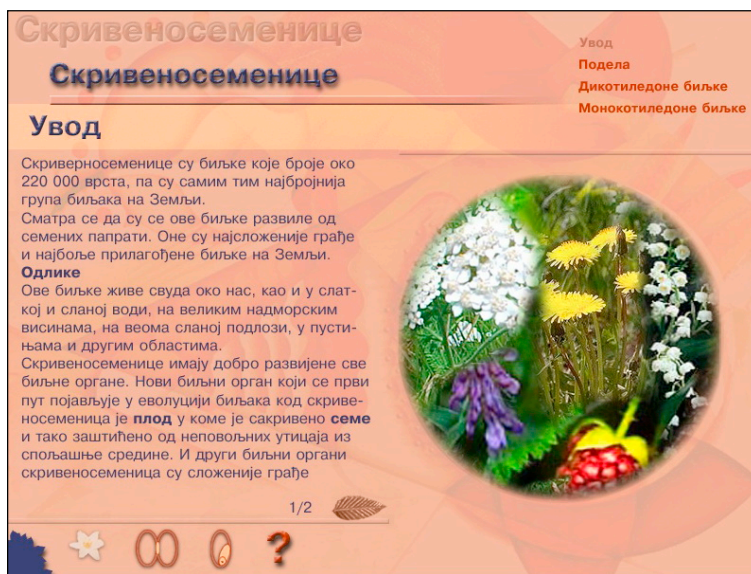 Скривеносеменице
Скривеносеменице
Увод
Подела
Дикотиледоне биљке
Монокотиледоне биљке
Увод
Скриверносеменице су биљке које броје око
220 000 врста, па су самим тим најбројнија
група биљака на Земљи.
Сматра се да су се ове биљке развиле од
семених папрати. Оне су најсложеније грађе
и најбоље прилагођене биљке на Земљи.
Одлике
Ове биљке живе свуда око нас, као и у слат-
кој и сланој води, на великим надморским
висинама, на веома сланој подлози, у пусти-
њама и другим областима.
Скривеносеменице имају добро развијене све
биљне органе. Нови биљни орган који се први
пут појављује у еволуцији биљака код скриве-
носеменица је плод у коме је сакривено семе
и тако заштићено од неповољних утицаја из
спољашње средине. И други биљни органи
скривеносеменица су сложеније грађе
1/2
?